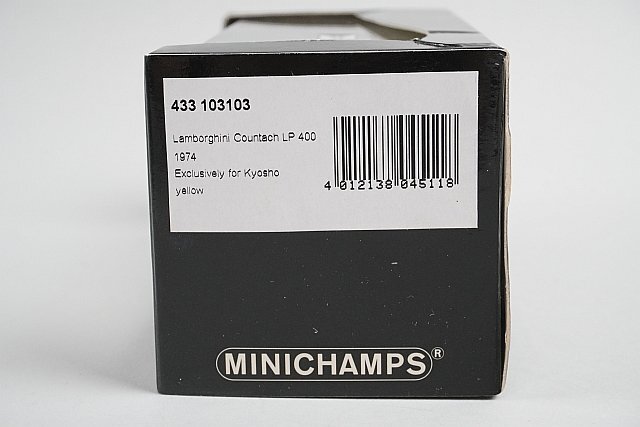 433 103103
Lamborghini Countach LP 400
1974
Exclusively for Kyosho
yellow
4 012138 045118
MINICHAMPS®